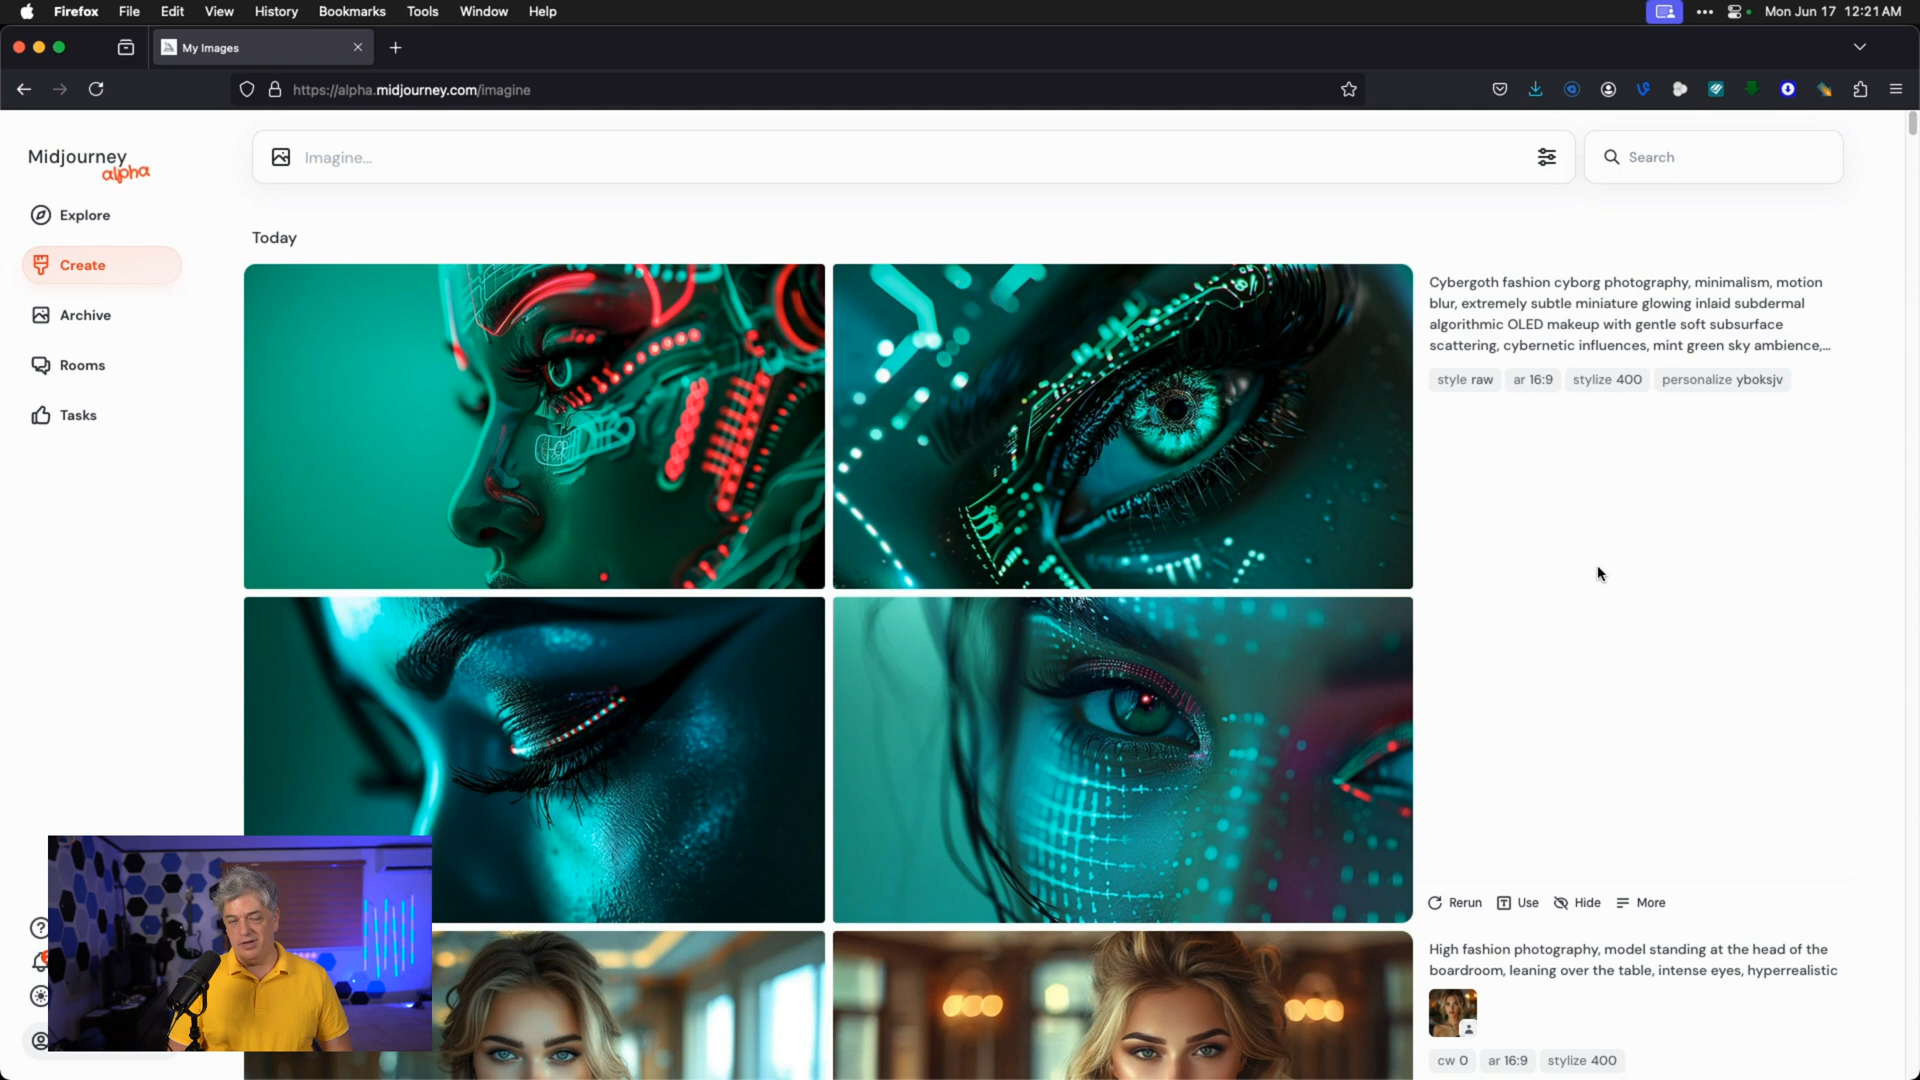 Firefox File Edit View History Bookmarks Tools Window Help
Mon Jun 17 12:21 AM
My Images
https://alpha.midjourney.com/imagine
Midjourney
alpha
Imagine...
Search
Explore
Create
Archive
Rooms
Tasks
Today
Cybergoth fashion cyborg photography, minimalism, motion
blur, extremely subtle miniature glowing inlaid subdermal
algorithmic OLED makeup with gentle soft subsurface
scattering, cybernetic influences, mint green sky ambience,...
style raw ar 16:9 stylize 400 personalize yboksjv
Rerun Use Hide More
High fashion photography, model standing at the head of the
boardroom, leaning over the table, intense eyes, hyperrealistic
cw 0 ar 16:9 stylize 400